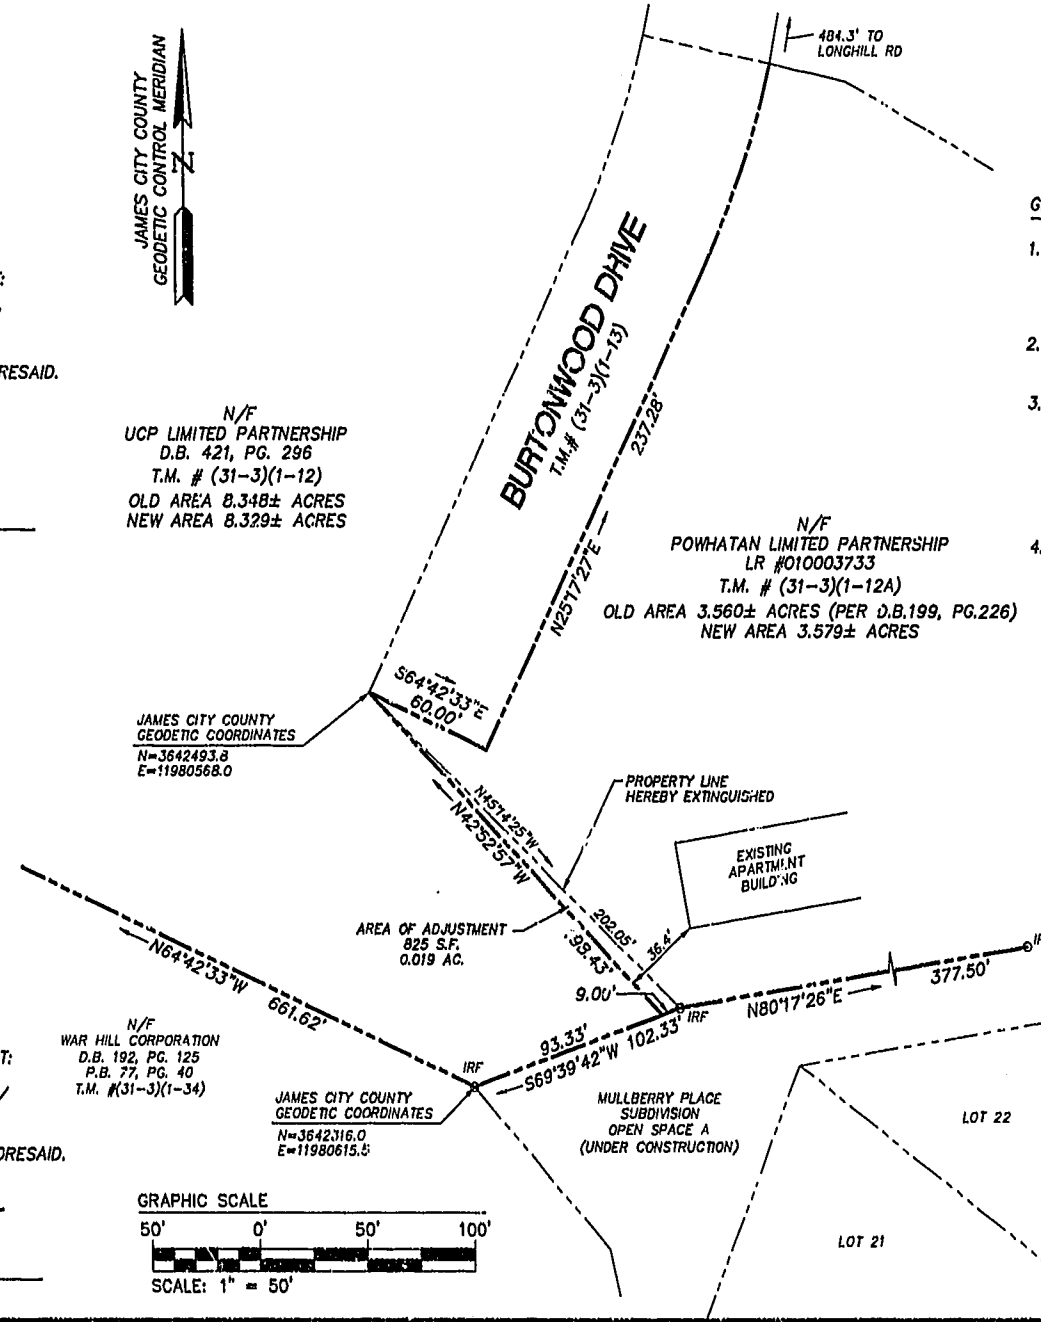 484.3' TO
LONGHILL RD
JAMES CITY COUNTY
GEODETIC CONTROL MERIDIAN
N
G
1.
2.
3.
4.
RESAID.
N/F
UCP LIMITED PARTNERSHIP
D.B. 421, PG. 296
T.M. # (31-3)(1-12)
OLD AREA 8.348± ACRES
NEW AREA 8.329± ACRES
BURTONWOOD DRIVE
T.M.# (31-3)(1-13)
237.28'
N25°17'27"E
N/F
POWHATAN LIMITED PARTNERSHIP
LR #010003733
T.M. # (31-3)(1-12A)
OLD AREA 3.560± ACRES (PER D.B.199, PG.226)
NEW AREA 3.579± ACRES
S64°42'33"E
60.00'
JAMES CITY COUNTY
GEODETIC COORDINATES
N=3642493.8
E=11980568.0
PROPERTY LINE
HEREBY EXTINGUISHED
N45°14'25"W
N42°52'57"W
202.05'
98.43'
EXISTING
APARTMENT
BUILDING
36.4'
AREA OF ADJUSTMENT
825 S.F.
0.019 AC.
9.00'
IRF
N80°17'26"E
377.50'
N64°42'33"W
661.62'
93.33'
S69°39'42"W 102.33'
IRF
N/F
WAR HILL CORPORATION
D.B. 192, PG. 125
P.B. 77, PG. 40
T.M. #(31-3)(1-34)
T:
ORESAID.
JAMES CITY COUNTY
GEODETIC COORDINATES
N=3642316.0
E=11980615.5
MULLBERRY PLACE
SUBDIVISION
OPEN SPACE A
(UNDER CONSTRUCTION)
LOT 22
LOT 21
GRAPHIC SCALE
50' 0' 50' 100'
SCALE: 1" = 50'